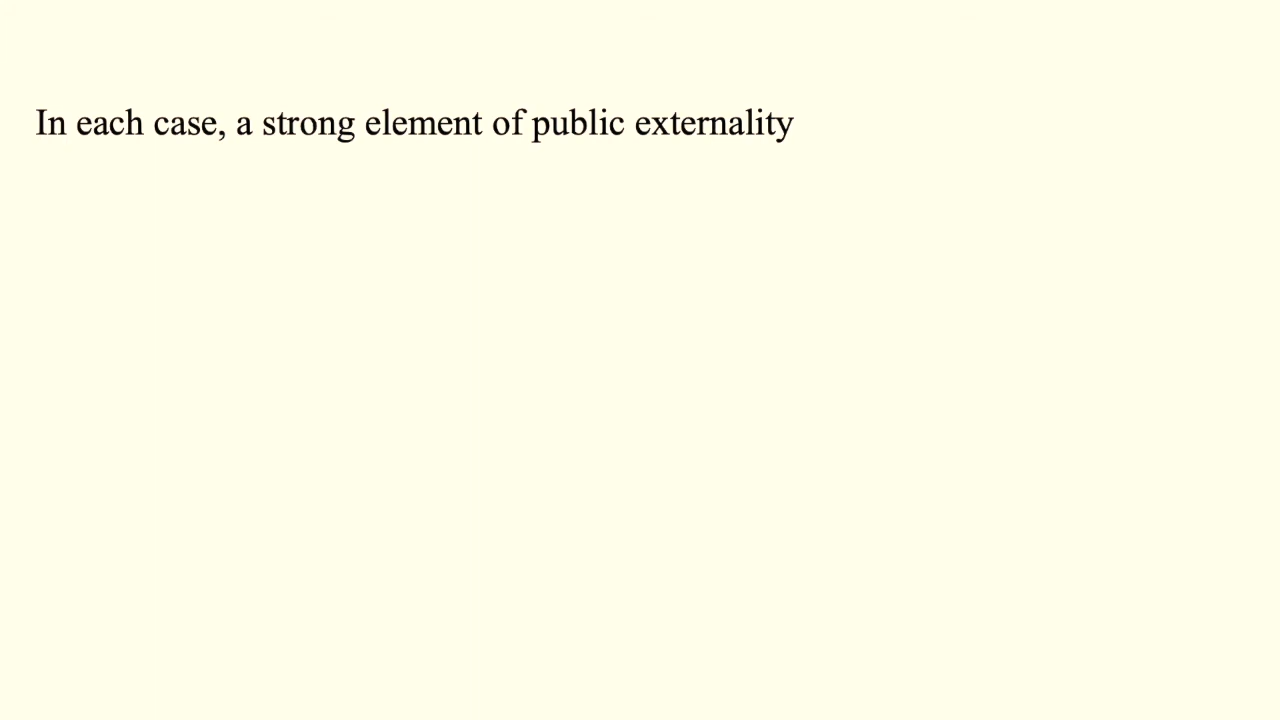 In each case, a strong element of public externality